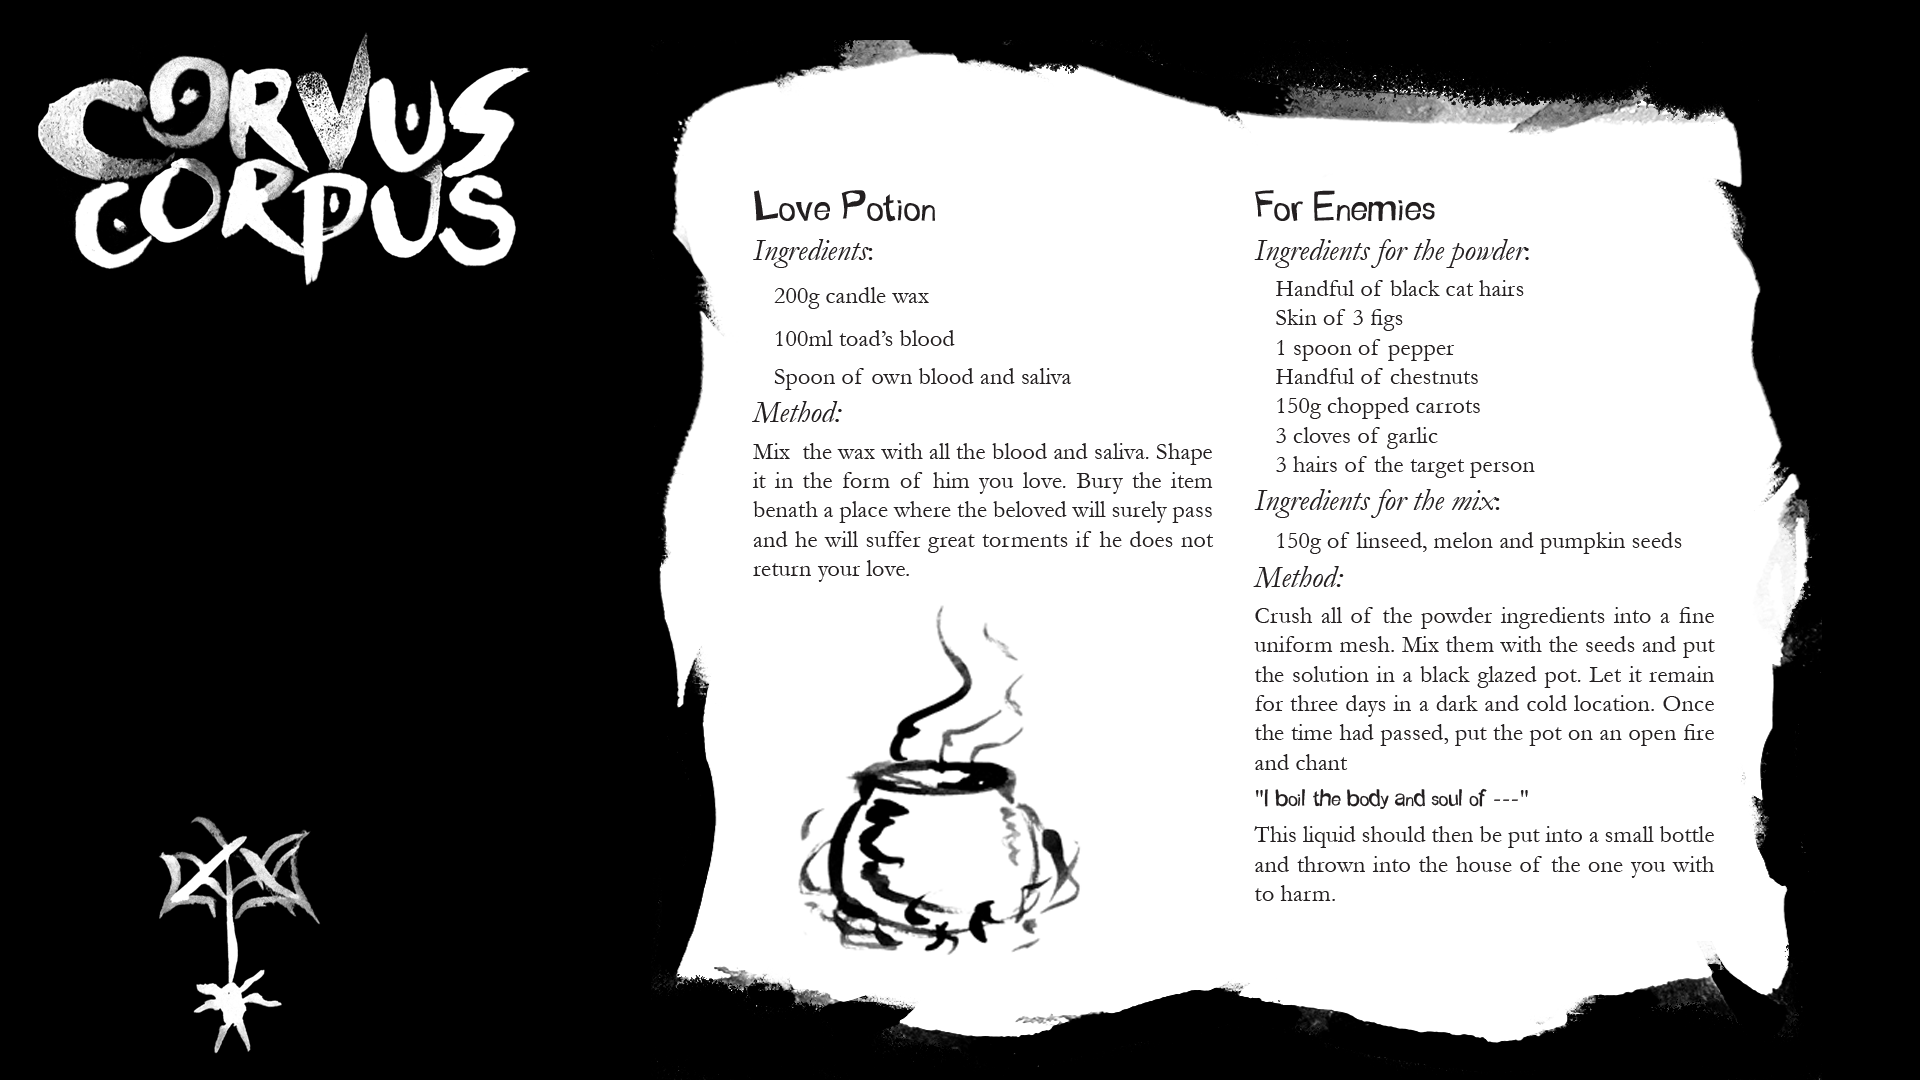 CORVUS
CORPUS
Love Potion
Ingredients:
200g candle wax
100ml toad’s blood
Spoon of own blood and saliva
Method:
Mix the wax with all the blood and saliva. Shape
it in the form of him you love. Bury the item
benath a place where the beloved will surely pass
and he will suffer great torments if he does not
return your love.
For Enemies
Ingredients for the powder:
Handful of black cat hairs
Skin of 3 figs
1 spoon of pepper
Handful of chestnuts
150g chopped carrots
3 cloves of garlic
3 hairs of the target person
Ingredients for the mix:
150g of linseed, melon and pumpkin seeds
Method:
Crush all of the powder ingredients into a fine
uniform mesh. Mix them with the seeds and put
the solution in a black glazed pot. Let it remain
for three days in a dark and cold location. Once
the time had passed, put the pot on an open fire
and chant
"I boil the body and soul of ---"
This liquid should then be put into a small bottle
and thrown into the house of the one you with
to harm.